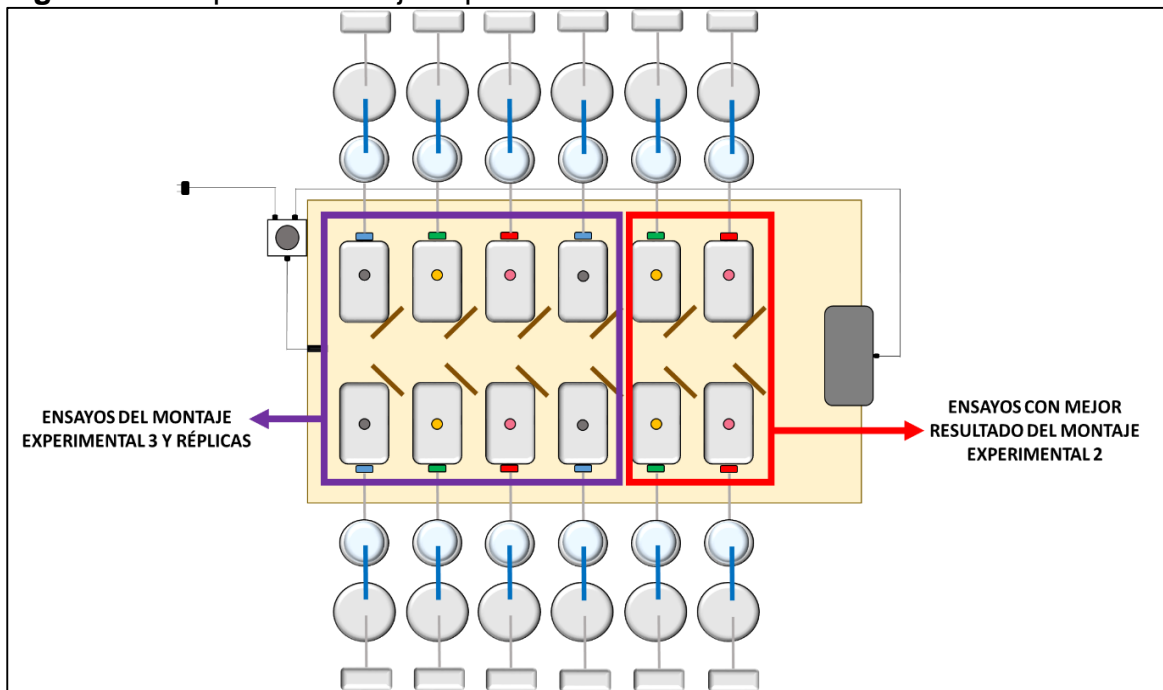 ENSAYOS DEL MONTAJE
EXPERIMENTAL 3 Y RÉPLICAS
ENSAYOS CON MEJOR
RESULTADO DEL MONTAJE
EXPERIMENTAL 2